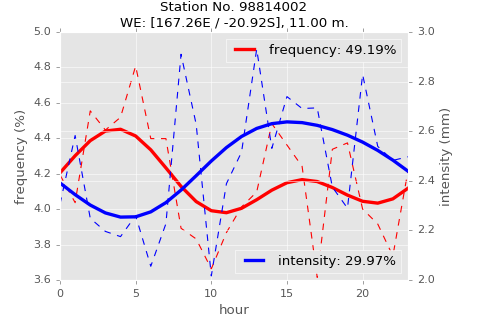 Station No. 98814002
WE: [167.26E / -20.92S], 11.00 m.
5.0
4.8
4.6
4.4
4.2
4.0
3.8
3.6
frequency (%)
3.0
2.8
2.6
2.4
2.2
2.0
intensity (mm)
frequency: 49.19%
intensity: 29.97%
0 5 10 15 20
hour